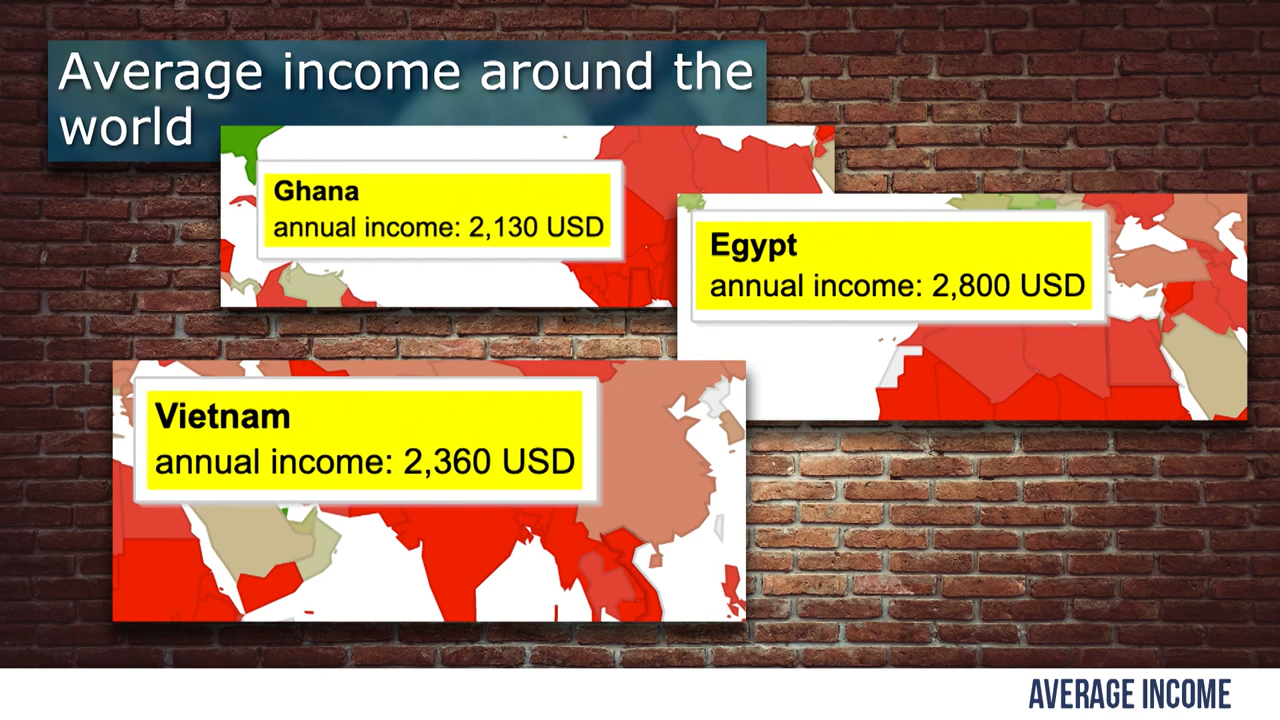 Average income around the
world
Ghana
annual income: 2,130 USD
Egypt
annual income: 2,800 USD
Vietnam
annual income: 2,360 USD
AVERAGE INCOME